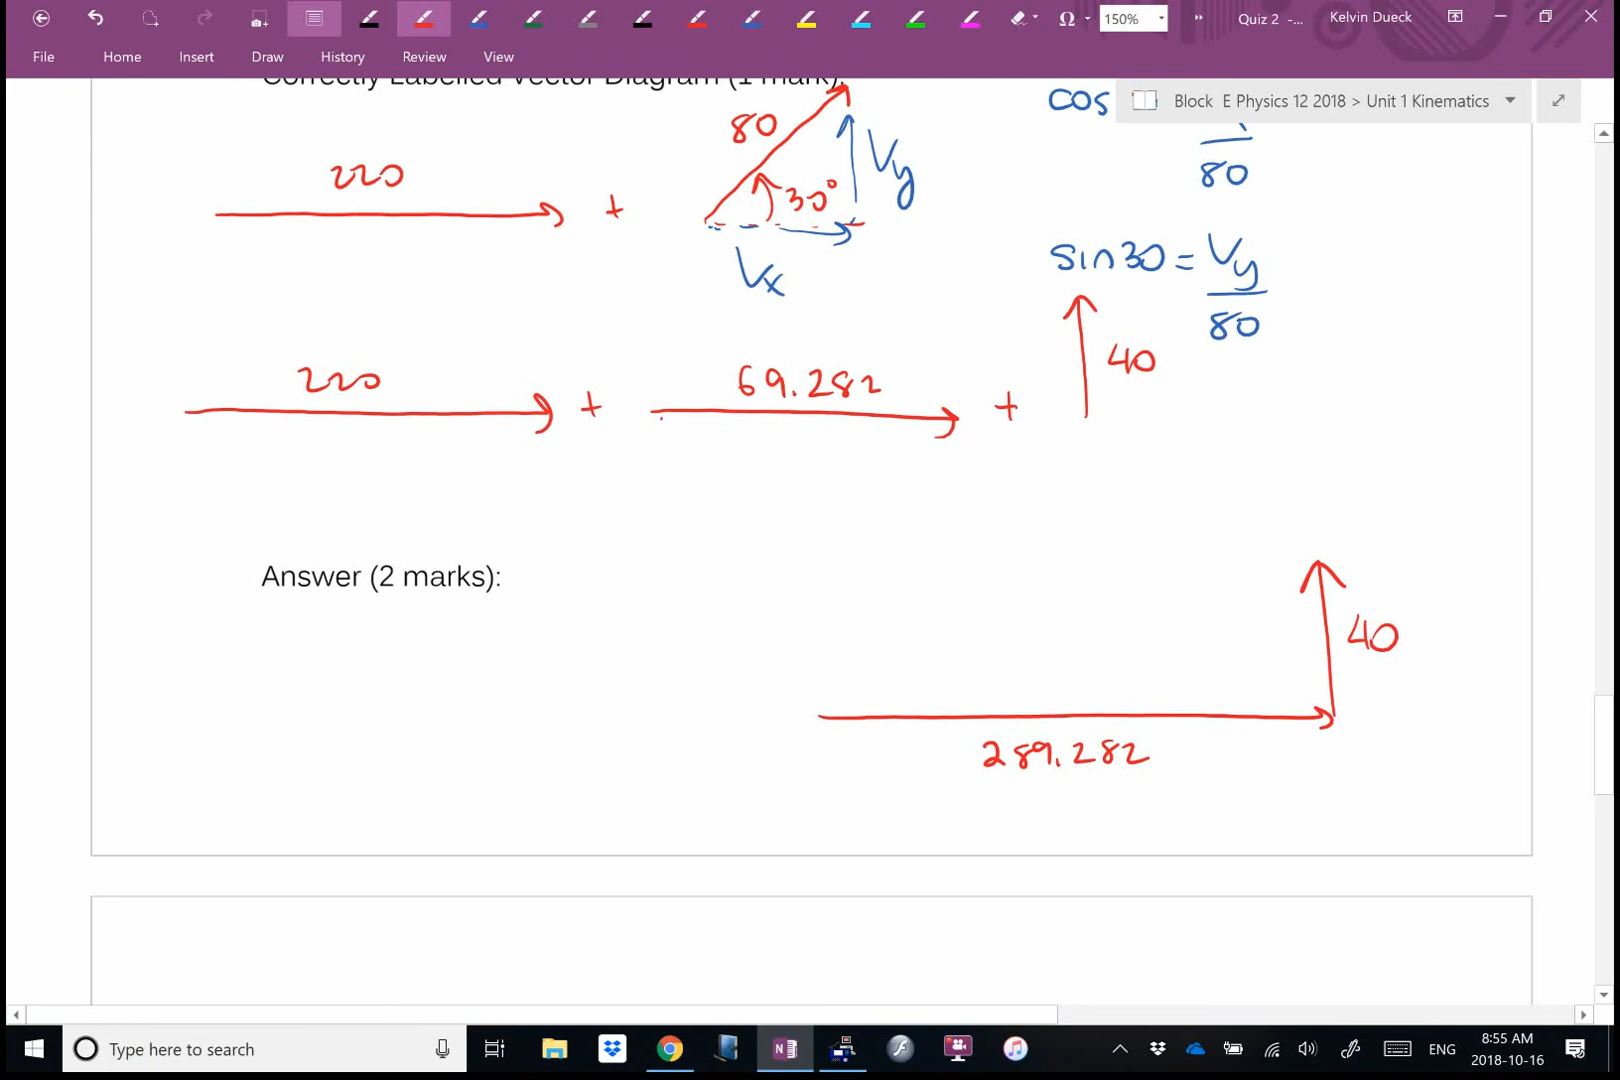 150%
Quiz 2 -...
Kelvin Dueck
File
Home
Insert
Draw
History
Review
View
Correctly Labelled Vector Diagram (1 mark)
Block E Physics 12 2018 > Unit 1 Kinematics
cos
80
80
220
+
30°
Vy
Vx
sin30 = Vy
80
220
+
69.282
+
40
Answer (2 marks):
40
289.282
Type here to search
ENG
8:55 AM
2018-10-16